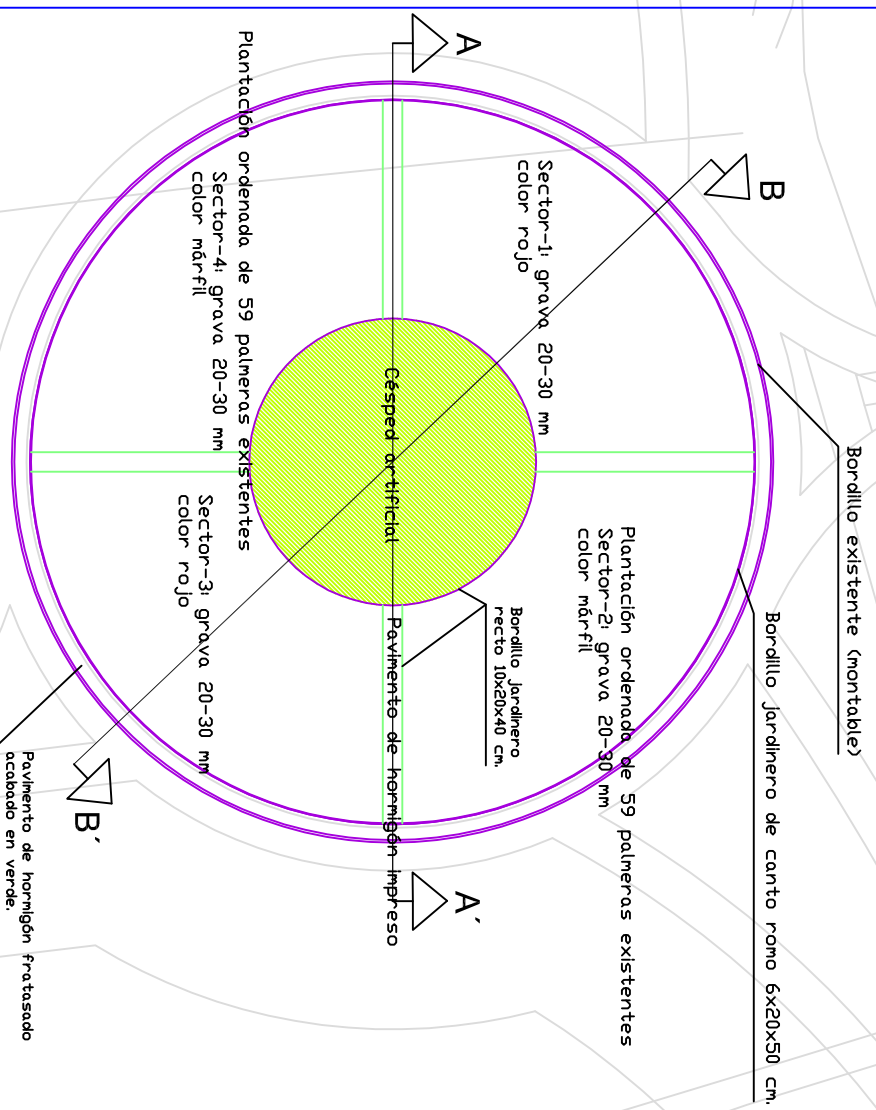 Bordillo existente (montable)
Bordillo jardinero de canto romo 6x20x50 cm.
B
Plantación ordenada de 59 palmeras existentes
Sector-2: grava 20-30 mm
color márfil
Sector-1: grava 20-30 mm
color rojo
Bordillo jardinero
recto 10x20x40 cm.
A
A´
Césped artificial
Pavimento de hormigón impreso
Plantación ordenada de 59 palmeras existentes
Sector-4: grava 20-30 mm
color márfil
Sector-3: grava 20-30 mm
color rojo
B´
Pavimento de hormigón fratasado
acabado en verde.